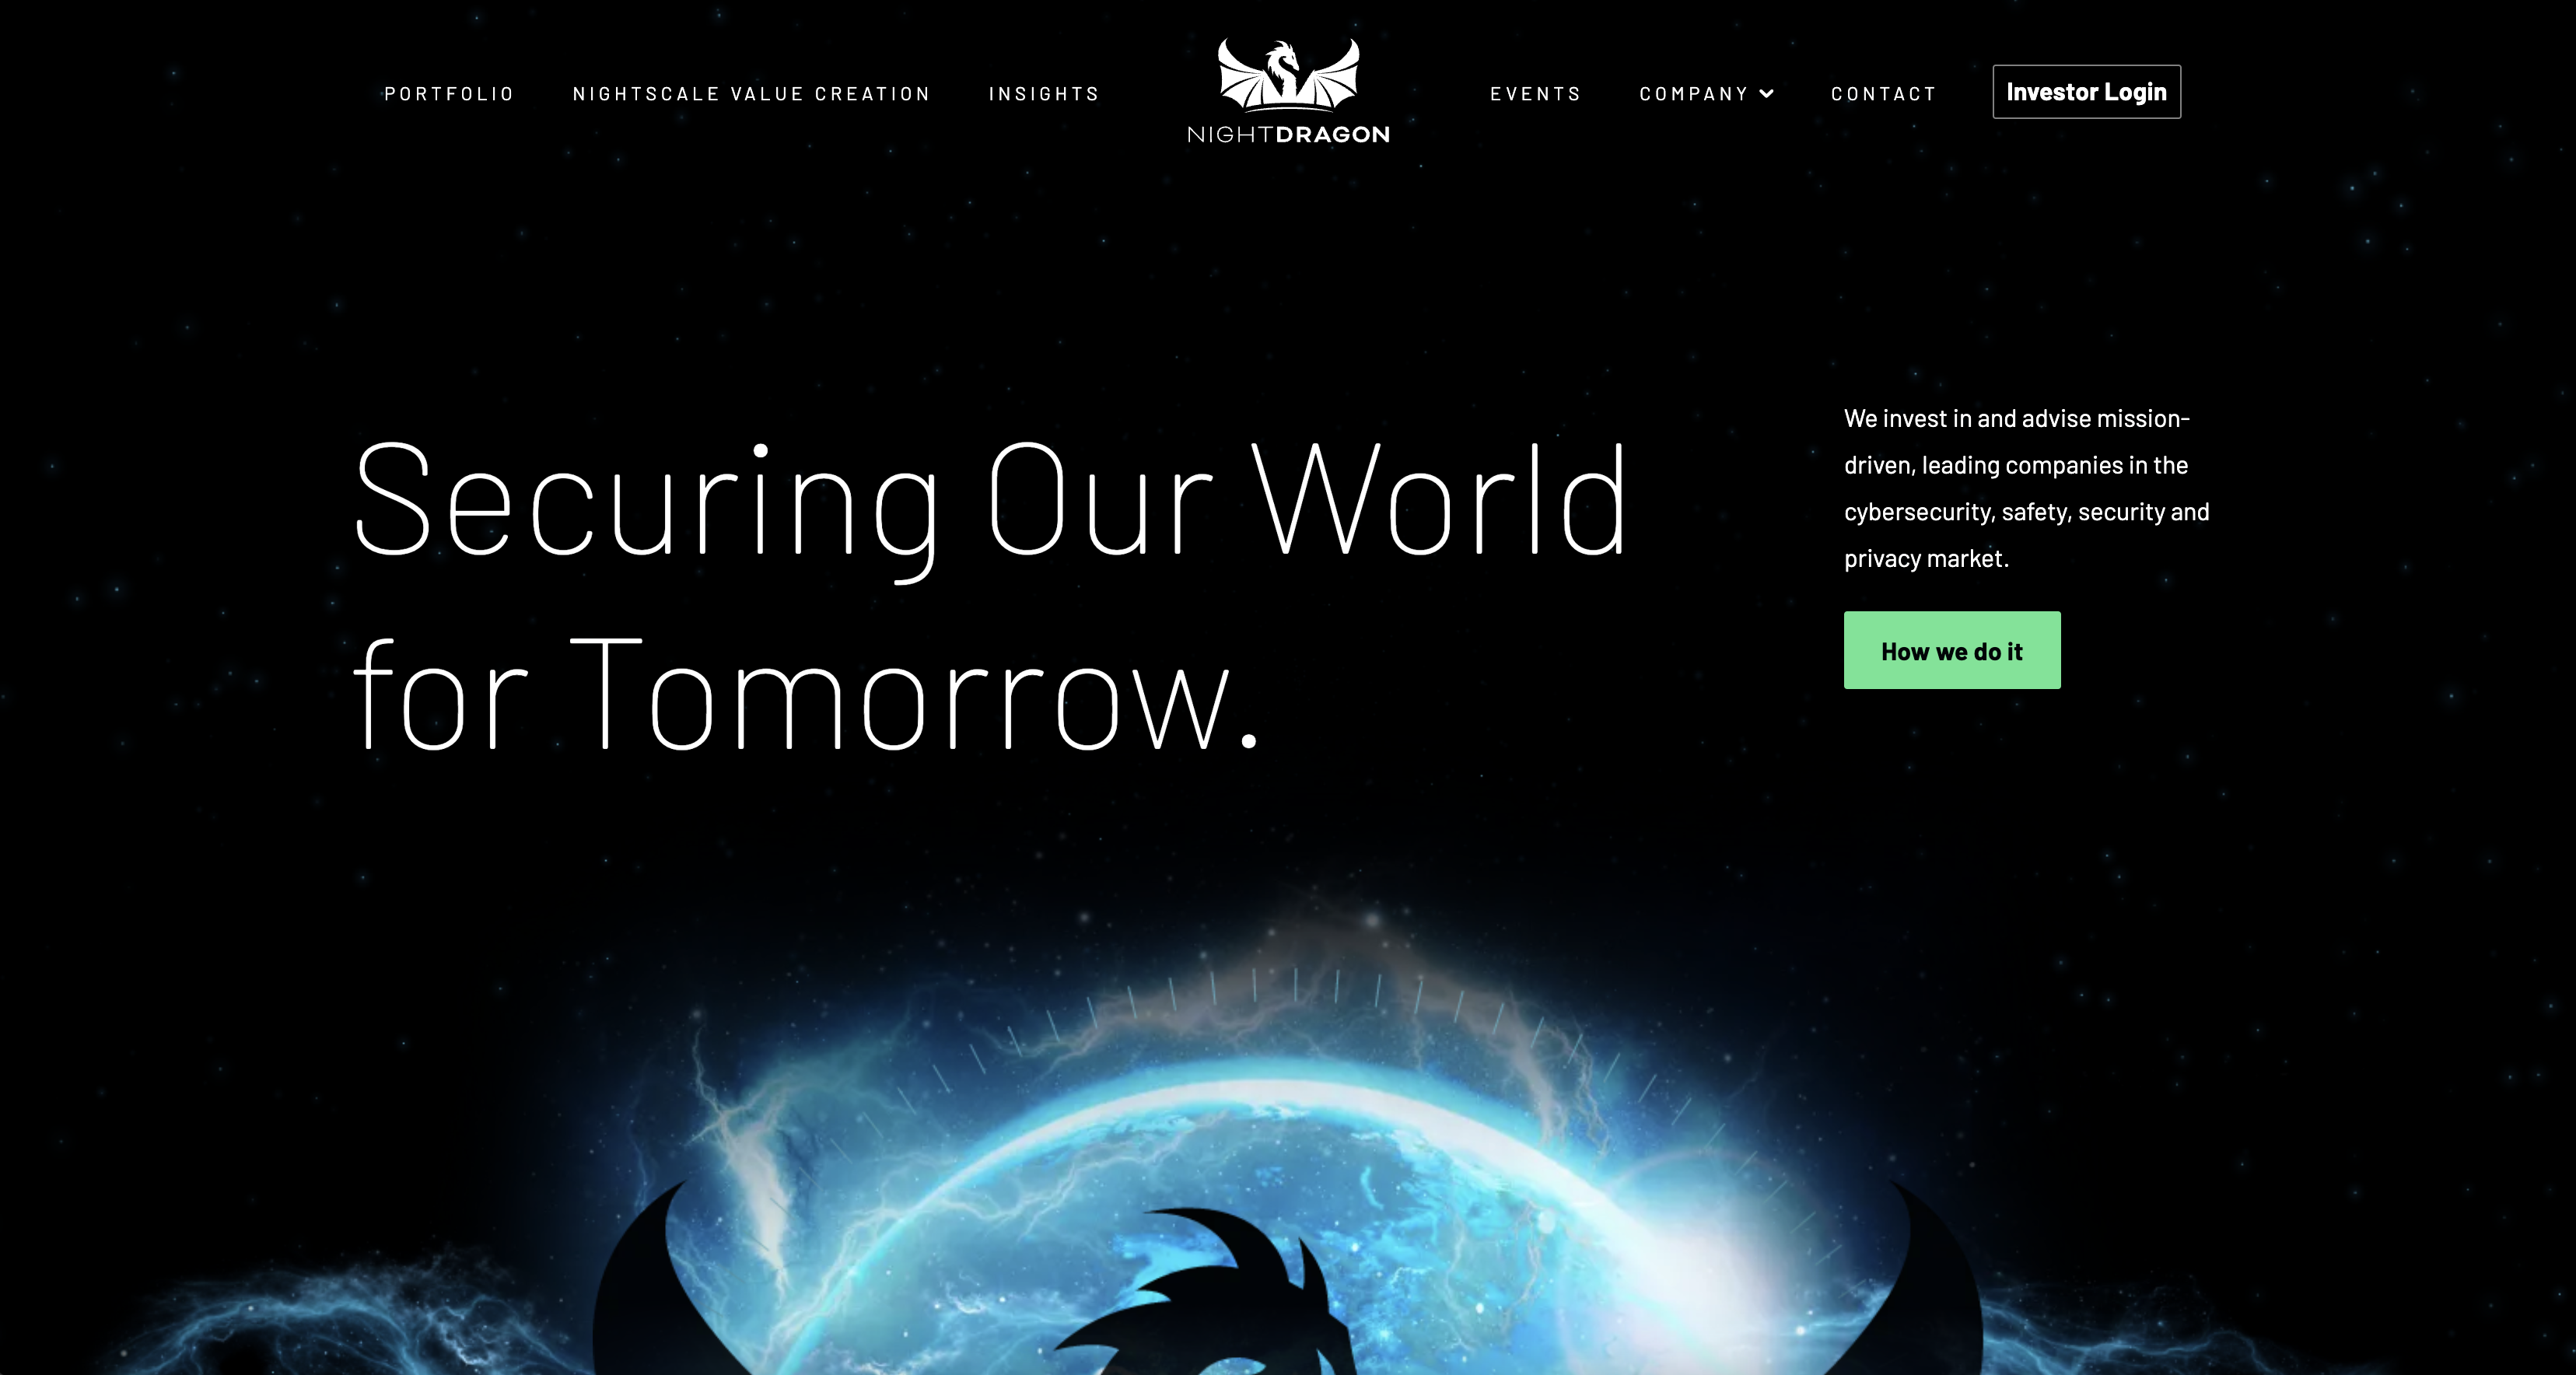 PORTFOLIO
NIGHTSCALE VALUE CREATION
INSIGHTS
NIGHTDRAGON
EVENTS
COMPANY
CONTACT
Investor Login
Securing Our World
for Tomorrow.
We invest in and advise mission-
driven, leading companies in the
cybersecurity, safety, security and
privacy market.
How we do it